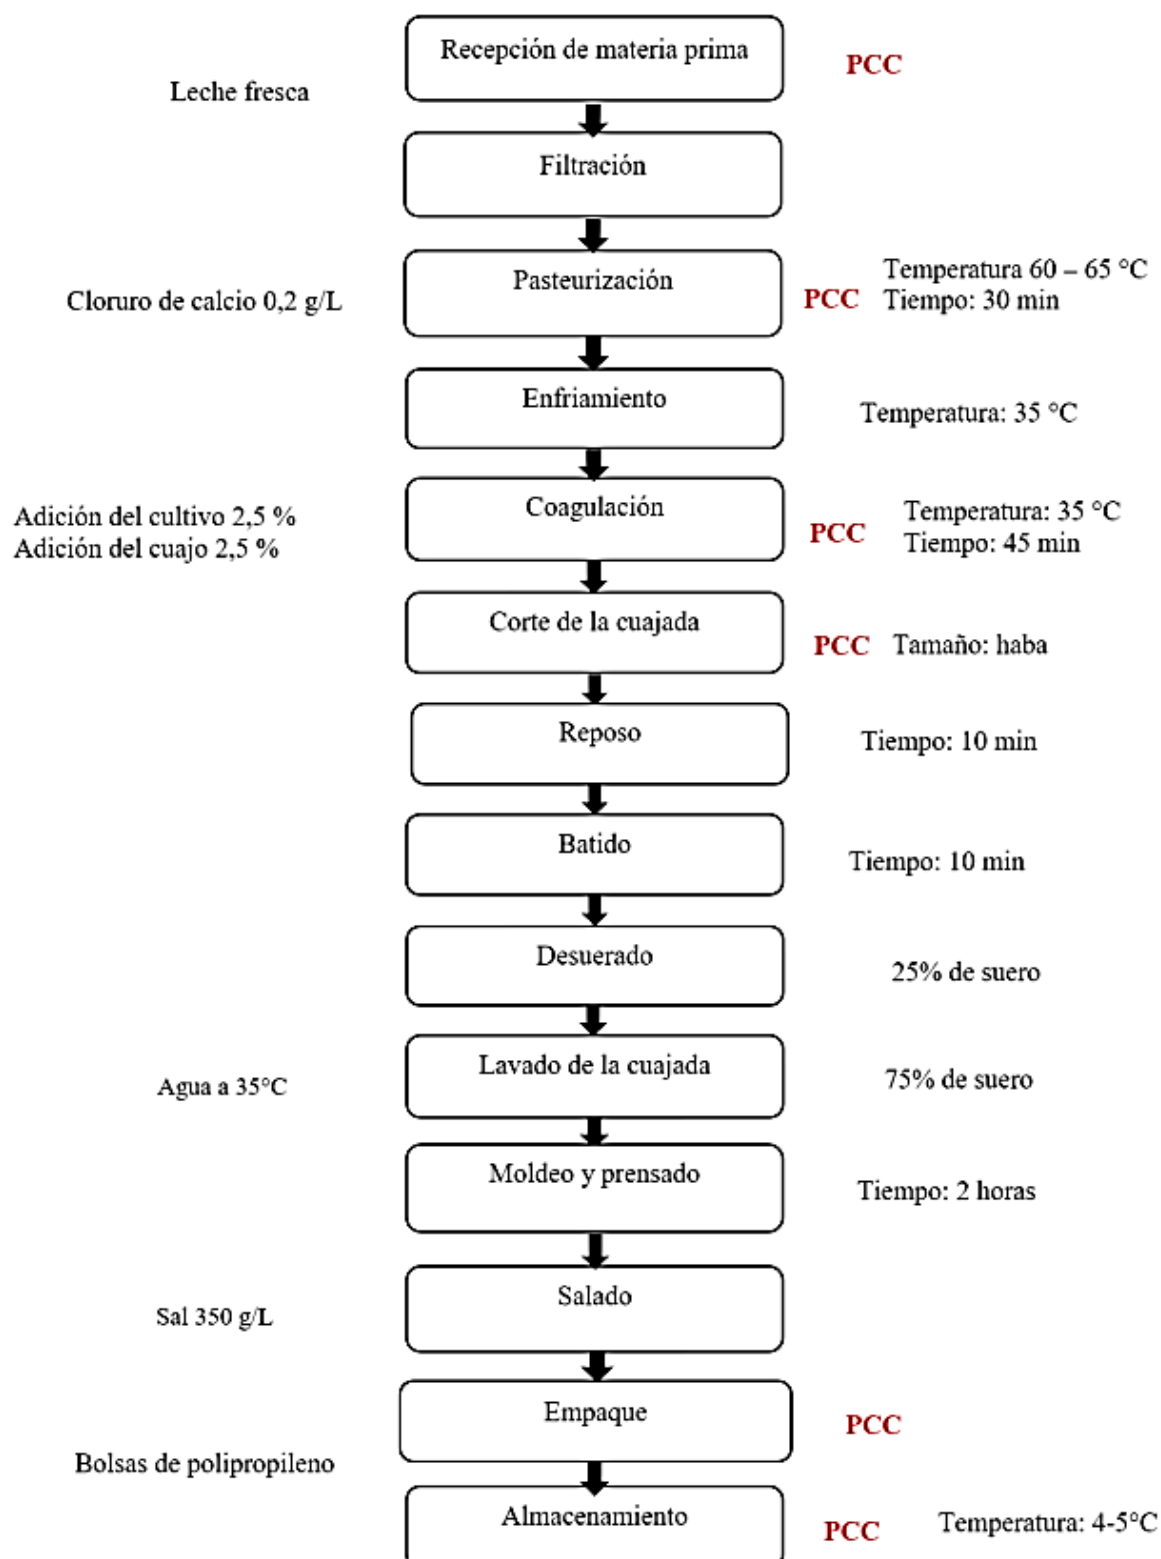 Recepción de materia prima
PCC
Leche fresca
Filtración
Pasteurización
Temperatura 60 – 65 °C
Cloruro de calcio 0,2 g/L
PCC
Tiempo: 30 min
Enfriamiento
Temperatura: 35 °C
Coagulación
Adición del cultivo 2,5 %
Adición del cuajo 2,5 %
PCC
Temperatura: 35 °C
Tiempo: 45 min
Corte de la cuajada
PCC
Tamaño: haba
Reposo
Tiempo: 10 min
Batido
Tiempo: 10 min
Desuerado
25% de suero
Lavado de la cuajada
Agua a 35°C
75% de suero
Moldeo y prensado
Tiempo: 2 horas
Salado
Sal 350 g/L
Empaque
PCC
Bolsas de polipropileno
Almacenamiento
PCC
Temperatura: 4-5°C